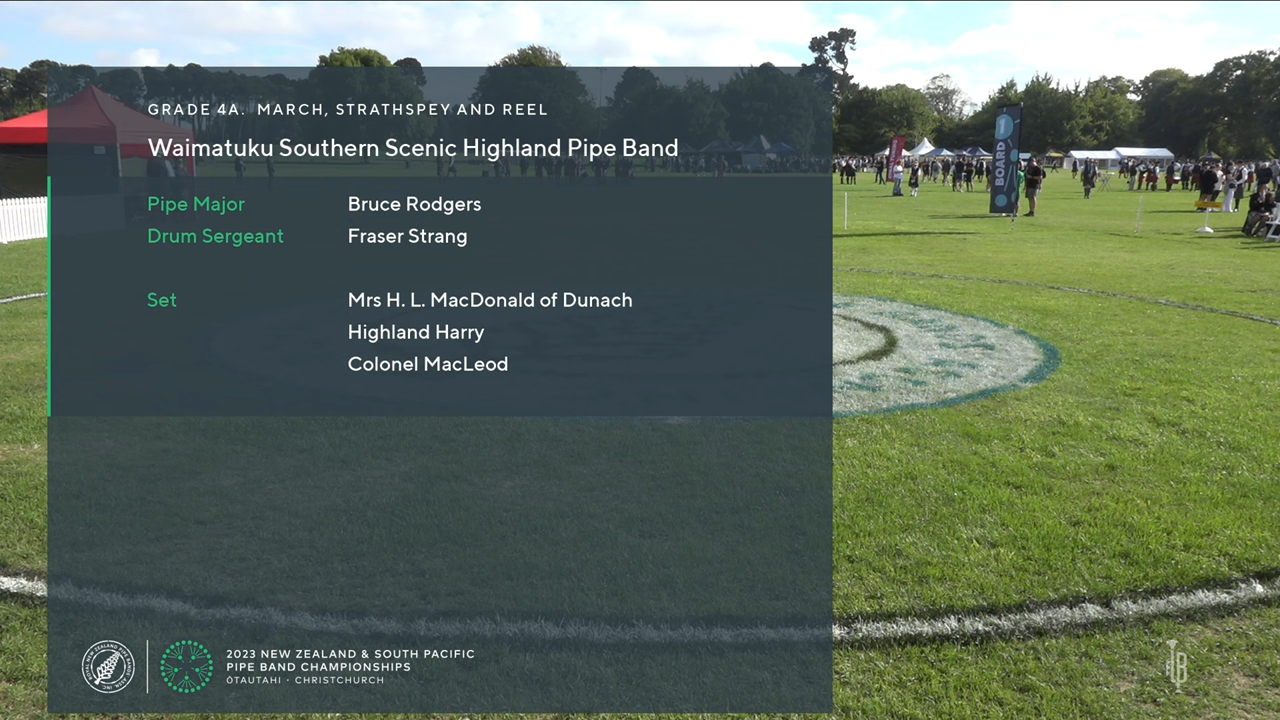 GRADE 4A. MARCH, STRATHSPEY AND REEL
Waimatuku Southern Scenic Highland Pipe Band
Pipe Major Bruce Rodgers
Drum Sergeant Fraser Strang
Set Mrs H. L. MacDonald of Dunach
Highland Harry
Colonel MacLeod
BOARD
2023 NEW ZEALAND & SOUTH PACIFIC
PIPE BAND CHAMPIONSHIPS
ŌTAUTAHI · CHRISTCHURCH